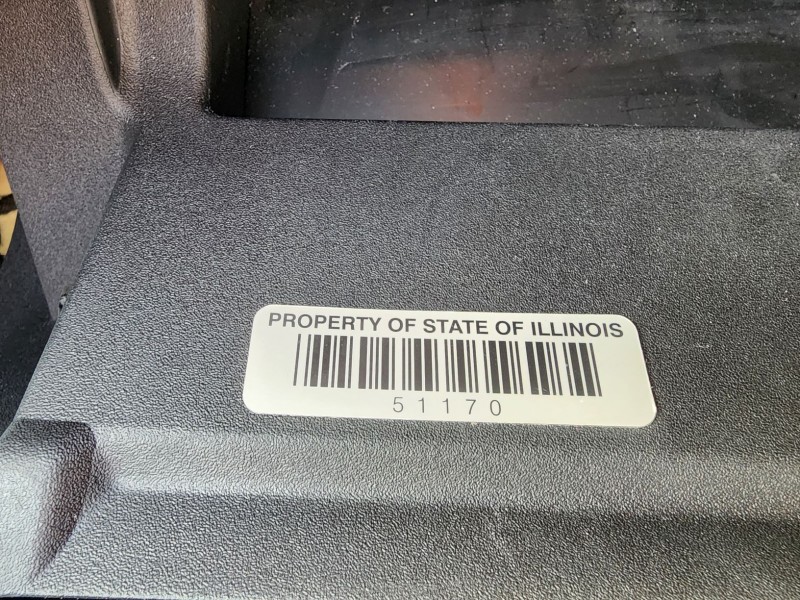 PROPERTY OF STATE OF ILLINOIS
51170